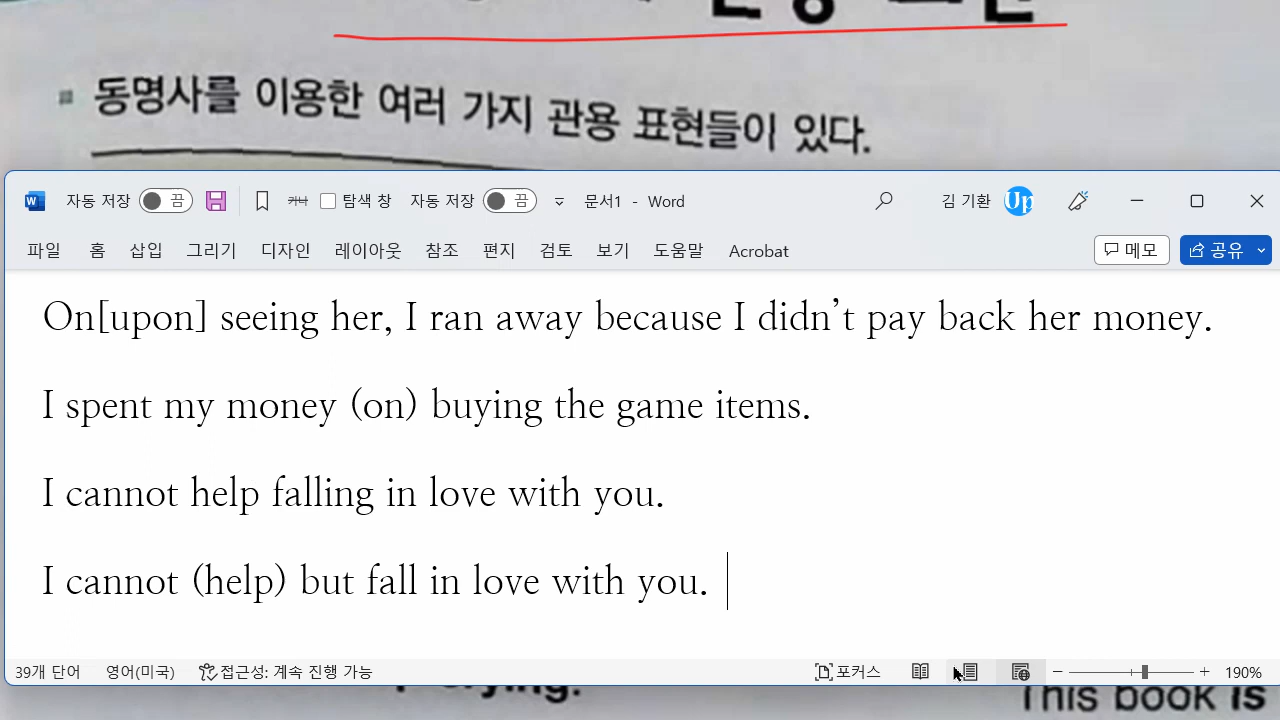 동명사를 이용한 여러 가지 관용 표현들이 있다.
자동 저장 끔 탐색 창 자동 저장 끔 문서1 - Word 김 기환 Up
파일 홈 삽입 그리기 디자인 레이아웃 참조 편지 검토 보기 도움말 Acrobat 메모 공유
On[upon] seeing her, I ran away because I didn’t pay back her money.
I spent my money (on) buying the game items.
I cannot help falling in love with you.
I cannot (help) but fall in love with you.
39개 단어 영어(미국) 접근성: 계속 진행 가능 포커스 190%
This book is